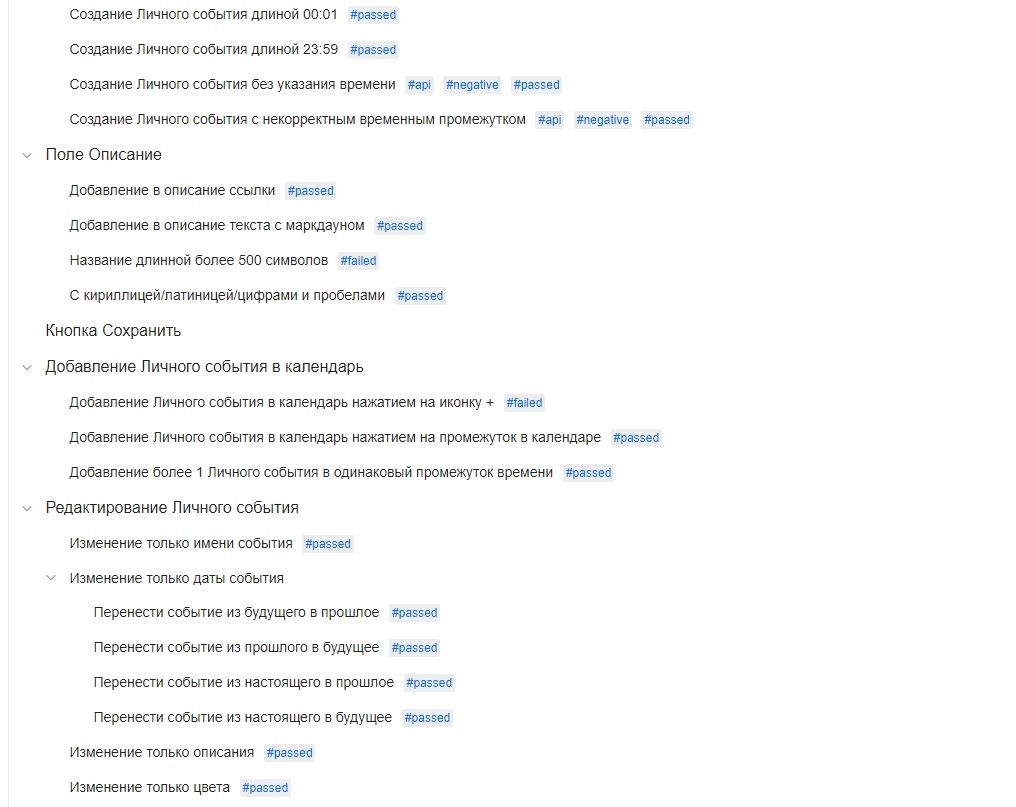 Создание Личного события длиной 00:01 #passed
Создание Личного события длиной 23:59 #passed
Создание Личного события без указания времени #api #negative #passed
Создание Личного события с некорректным временным промежутком #api #negative #passed
Поле Описание
Добавление в описание ссылки #passed
Добавление в описание текста с маркдауном #passed
Название длинной более 500 символов #failed
С кириллицей/латиницей/цифрами и пробелами #passed
Кнопка Сохранить
Добавление Личного события в календарь
Добавление Личного события в календарь нажатием на иконку + #failed
Добавление Личного события в календарь нажатием на промежуток в календаре #passed
Добавление более 1 Личного события в одинаковый промежуток времени #passed
Редактирование Личного события
Изменение только имени события #passed
Изменение только даты события
Перенести событие из будущего в прошлое #passed
Перенести событие из прошлого в будущее #passed
Перенести событие из настоящего в прошлое #passed
Перенести событие из настоящего в будущее #passed
Изменение только описания #passed
Изменение только цвета #passed